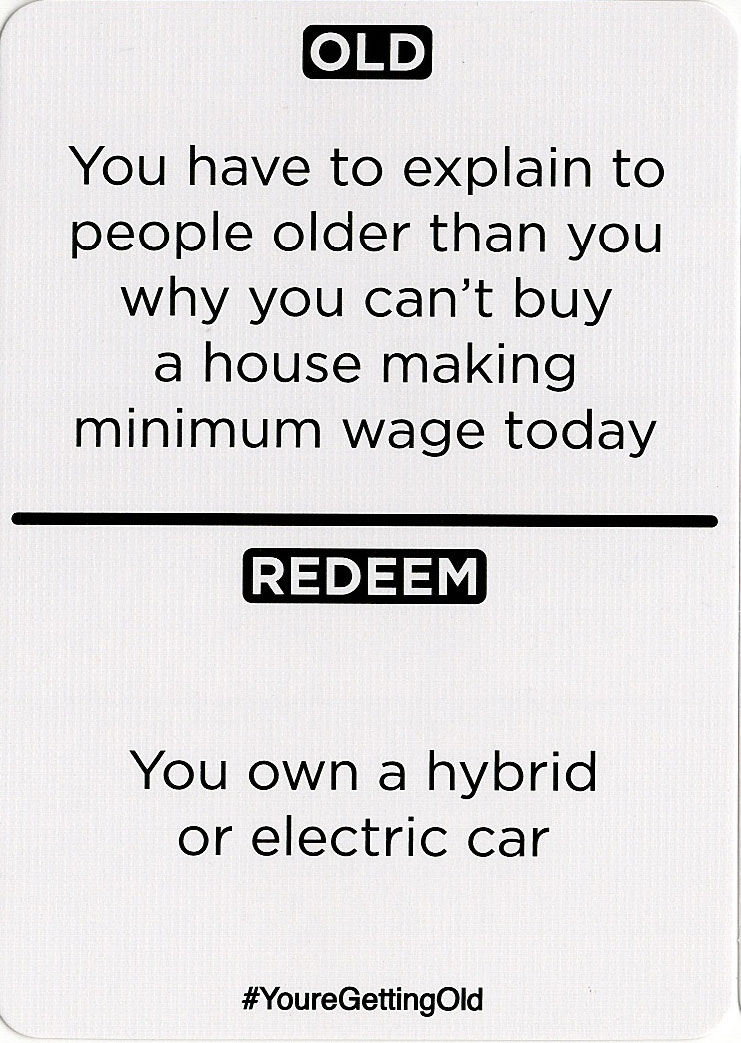 OLD
You have to explain to
people older than you
why you can’t buy
a house making
minimum wage today
REDEEM
You own a hybrid
or electric car
#YoureGettingOld